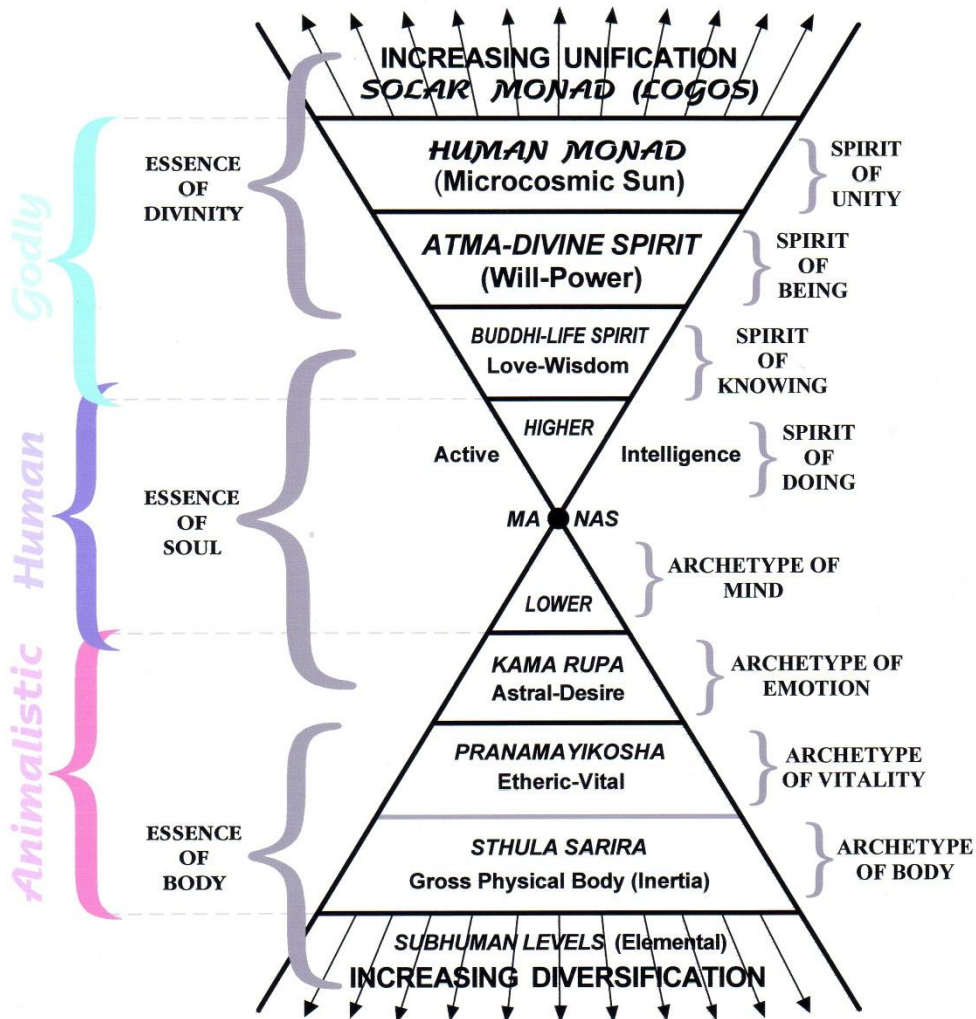 INCREASING UNIFICATION
SOLAR MONAD (LOGOS)
HUMAN MONAD
(Microcosmic Sun)
SPIRIT
OF
UNITY
ESSENCE
OF
DIVINITY
Godly
ATMA-DIVINE SPIRIT
(Will-Power)
SPIRIT
OF
BEING
BUDDHI-LIFE SPIRIT
Love-Wisdom
SPIRIT
OF
KNOWING
HIGHER
Active Intelligence
SPIRIT
OF
DOING
Human
ESSENCE
OF
SOUL
MA NAS
LOWER
ARCHETYPE OF
MIND
KAMA RUPA
Astral-Desire
ARCHETYPE OF
EMOTION
Animalistic
PRANAMAYIKOSHA
Etheric-Vital
ARCHETYPE
OF VITALITY
ESSENCE
OF
BODY
STHULA SARIRA
Gross Physical Body (Inertia)
ARCHETYPE
OF BODY
SUBHUMAN LEVELS (Elemental)
INCREASING DIVERSIFICATION